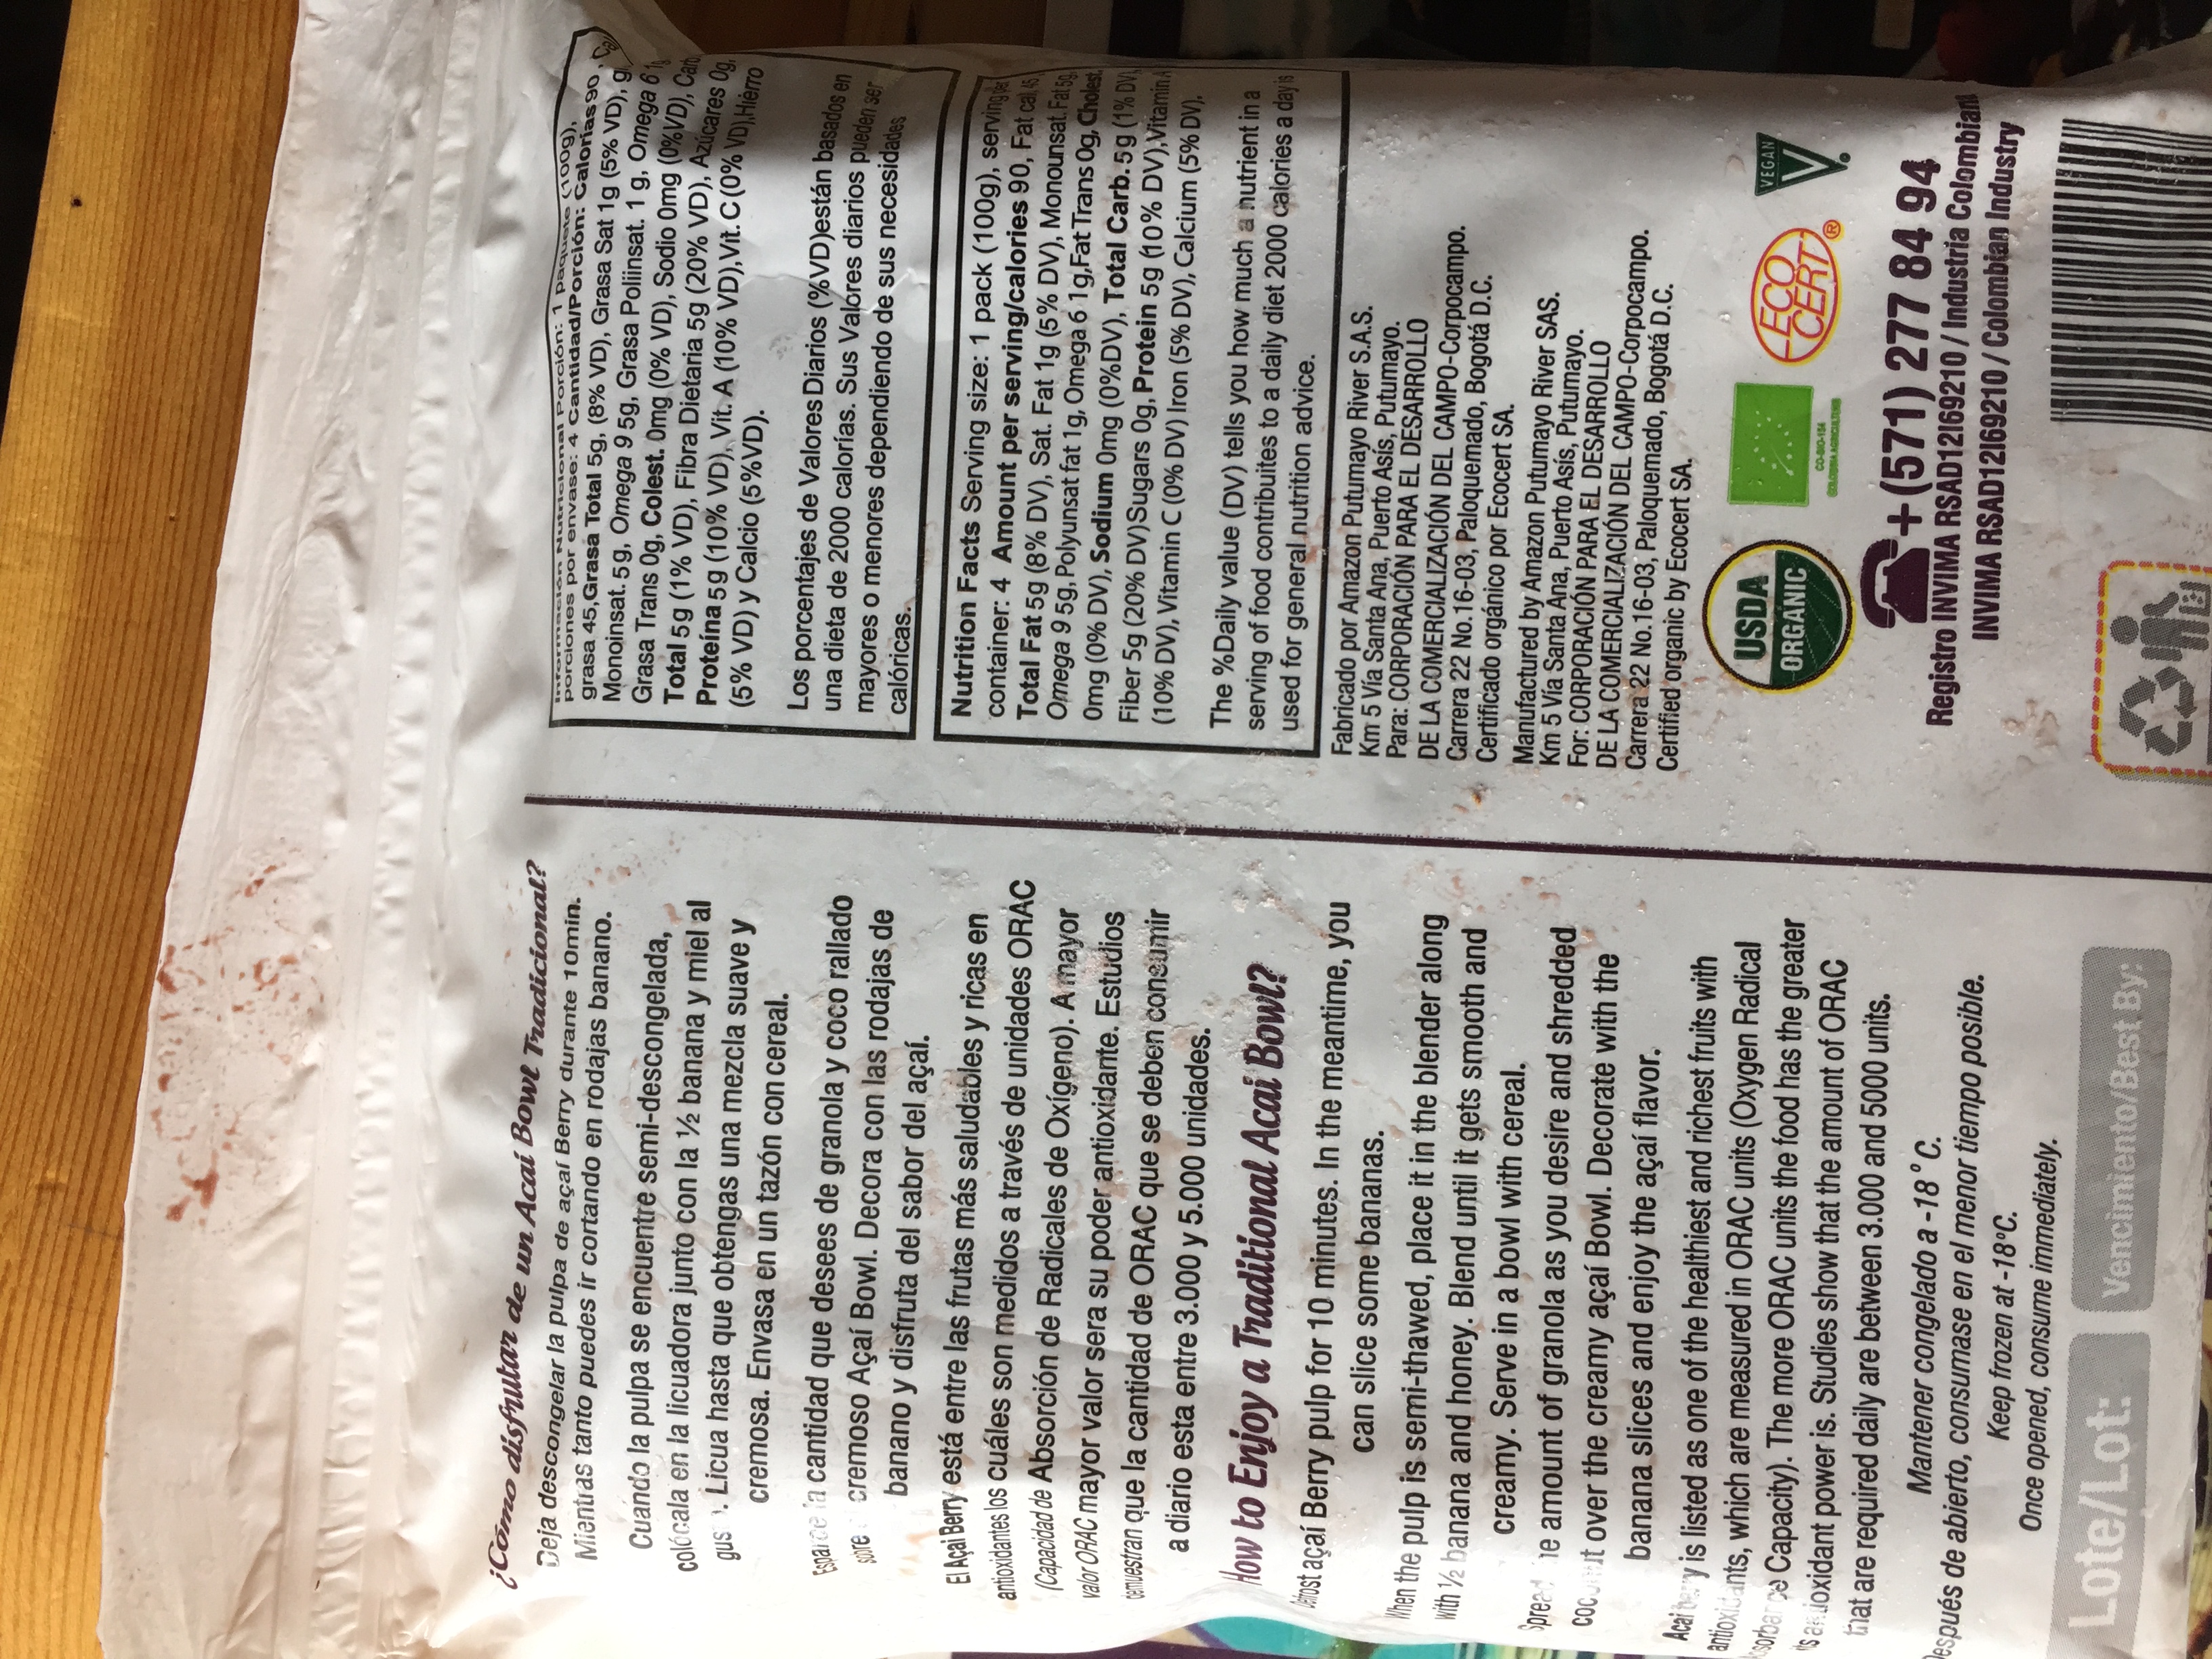 ¿Cómo disfrutar de un Acaí Bowl Tradicional?
Deja descongelar la pulpa de açaí Berry durante 10min.
Mientras tanto puedes ir cortando en rodajas banano.
Cuando la pulpa se encuentre semi-descongelada,
colócala en la licuadora junto con la ½ banana y miel al
. Licua hasta que obtengas una mezcla suave y
cremosa. Envasa en un tazón con cereal.
Esparce la cantidad que desees de granola y coco rallado
sobre cremoso Açaí Bowl. Decora con las rodajas de
banano y disfruta del sabor del açaí.
El Açai Berry está entre las frutas más saludables y ricas en
antioxidantes los cuáles son medidos a través de unidades ORAC
(Capacidad de Absorción de Radicales de Oxígeno). A mayor
valor ORAC mayor valor sera su poder antioxidante. Estudios
demuestran que la cantidad de ORAC que se deben consumir
a diario esta entre 3.000 y 5.000 unidades.
How to Enjoy a Traditional Acaí Bowl?
Defrost açaí Berry pulp for 10 minutes. In the meantime, you
can slice some bananas.
When the pulp is semi-thawed, place it in the blender along
with ½ banana and honey. Blend until it gets smooth and
creamy. Serve in a bowl with cereal.
Spread he amount of granola as you desire and shredded
coconut over the creamy açaí Bowl. Decorate with the
banana slices and enjoy the açaí flavor.
Acai berry is listed as one of the healthiest and richest fruits with
antioxidants, which are measured in ORAC units (Oxygen Radical
Capacity). The more ORAC units the food has the greater
antioxidant power is. Studies show that the amount of ORAC
that are required daily are between 3.000 and 5000 units.
Mantener congelado a -18°C.
Después de abierto, consumase en el menor tiempo posible.
Keep frozen at -18°C.
Once opened, consume immediately.
Lote/Lot:
Vencimiento/Best By:
Información Nutricional Porción: 1 paquete (100g),
porciones por envase: 4 Cantidad/Porción: Calorías 90 , Cal
grasa 45,Grasa Total 5g, (8% VD), Grasa Sat 1g (5% VD), g
Monoinsat. 5g, Omega 9 5g, Grasa Poliinsat. 1 g, Omega 6 1g
Grasa Trans 0g, Colest. 0mg (0% VD), Sodio 0mg (0%VD), Carb
Total 5g (1% VD), Fibra Dietaria 5g (20% VD), Azúcares 0g,
Proteína 5g (10% VD), Vit. A (10% VD),Vit. C (0% VD),Hierro
(5% VD) y Calcio (5%VD).
Los porcentajes de Valores Diarios (%VD)están basados en
una dieta de 2000 calorías. Sus Valores diarios pueden ser
mayores o menores dependiendo de sus necesidades
calóricas.
Nutrition Facts Serving size: 1 pack (100g), serving per
container: 4 Amount per serving/calories 90, Fat cal, 45
Total Fat 5g (8% DV), Sat. Fat 1g (5% DV), Monounsat. Fat 5g,
Omega 9 5g, Polyunsat fat 1g, Omega 6 1g,Fat Trans 0g, Cholest.
0mg (0% DV), Sodium 0mg (0%DV), Total Carb. 5g (1% DV),
Fiber 5g (20% DV)Sugars 0g, Protein 5g (10% DV),Vitamin A
(10% DV), Vitamin C (0% DV) Iron (5% DV), Calcium (5% DV).
The %Daily value (DV) tells you how much a nutrient in a
serving of food contribuites to a daily diet 2000 calories a day is
used for general nutrition advice.
Fabricado por Amazon Putumayo River S.A.S.
Km 5 Vía Santa Ana, Puerto Asís, Putumayo.
Para: CORPORACIÓN PARA EL DESARROLLO
DE LA COMERCIALIZACIÓN DEL CAMPO-Corpocampo.
Carrera 22 No.16-03, Paloquemado, Bogotá D.C.
Certificado orgánico por Ecocert SA.
Manufactured by Amazon Putumayo River SAS.
Km 5 Vía Santa Ana, Puerto Asís, Putumayo.
For: CORPORACIÓN PARA EL DESARROLLO
DE LA COMERCIALIZACIÓN DEL CAMPO-Corpocampo.
Carrera 22 No.16-03, Paloquemado, Bogotá D.C.
Certified organic by Ecocert SA.
USDA
ORGANIC
CO-BIO-154
COLOMBIA AGRICULTURE
ECO
CERT®
VEGAN
V
+(571) 277 84 94
Registro INVIMA RSAD12I69210 / Industria Colombiana
INVIMA RSAD12I69210 / Colombian Industry